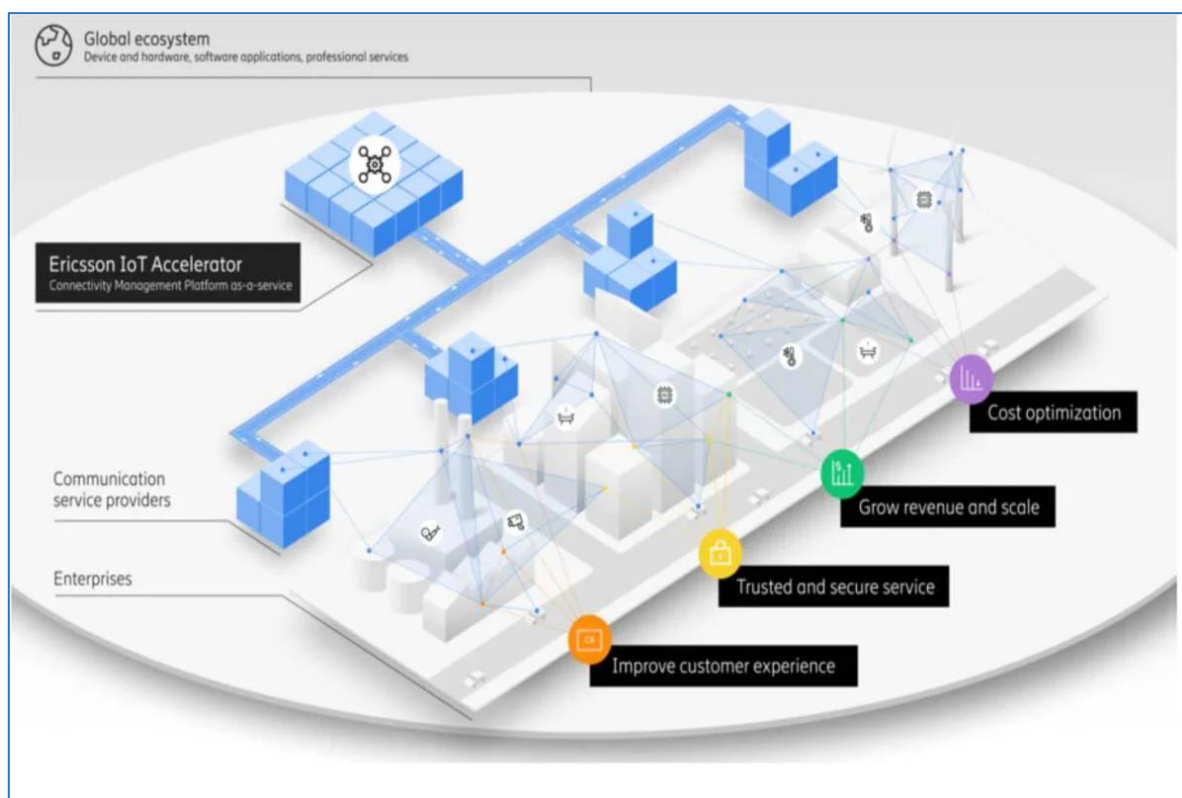 Global ecosystem
Device and hardware, software applications, professional services
Ericsson IoT Accelerator
Connectivity Management Platform as-a-service
Cost optimization
Communication
service providers
Grow revenue and scale
Enterprises
Trusted and secure service
Improve customer experience